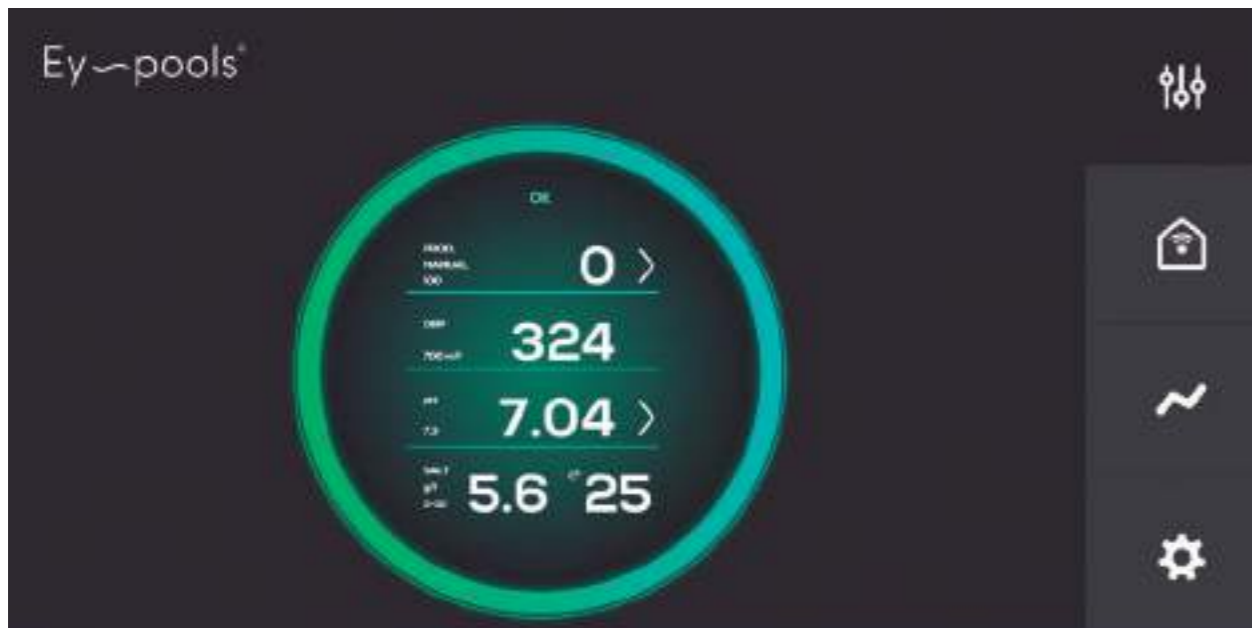 Ey~pools®
OK
PROD.
MANUAL
100
0
ORP
700 mV
324
pH
7.2
7.04
SALT
g/l
5.6
C°
25